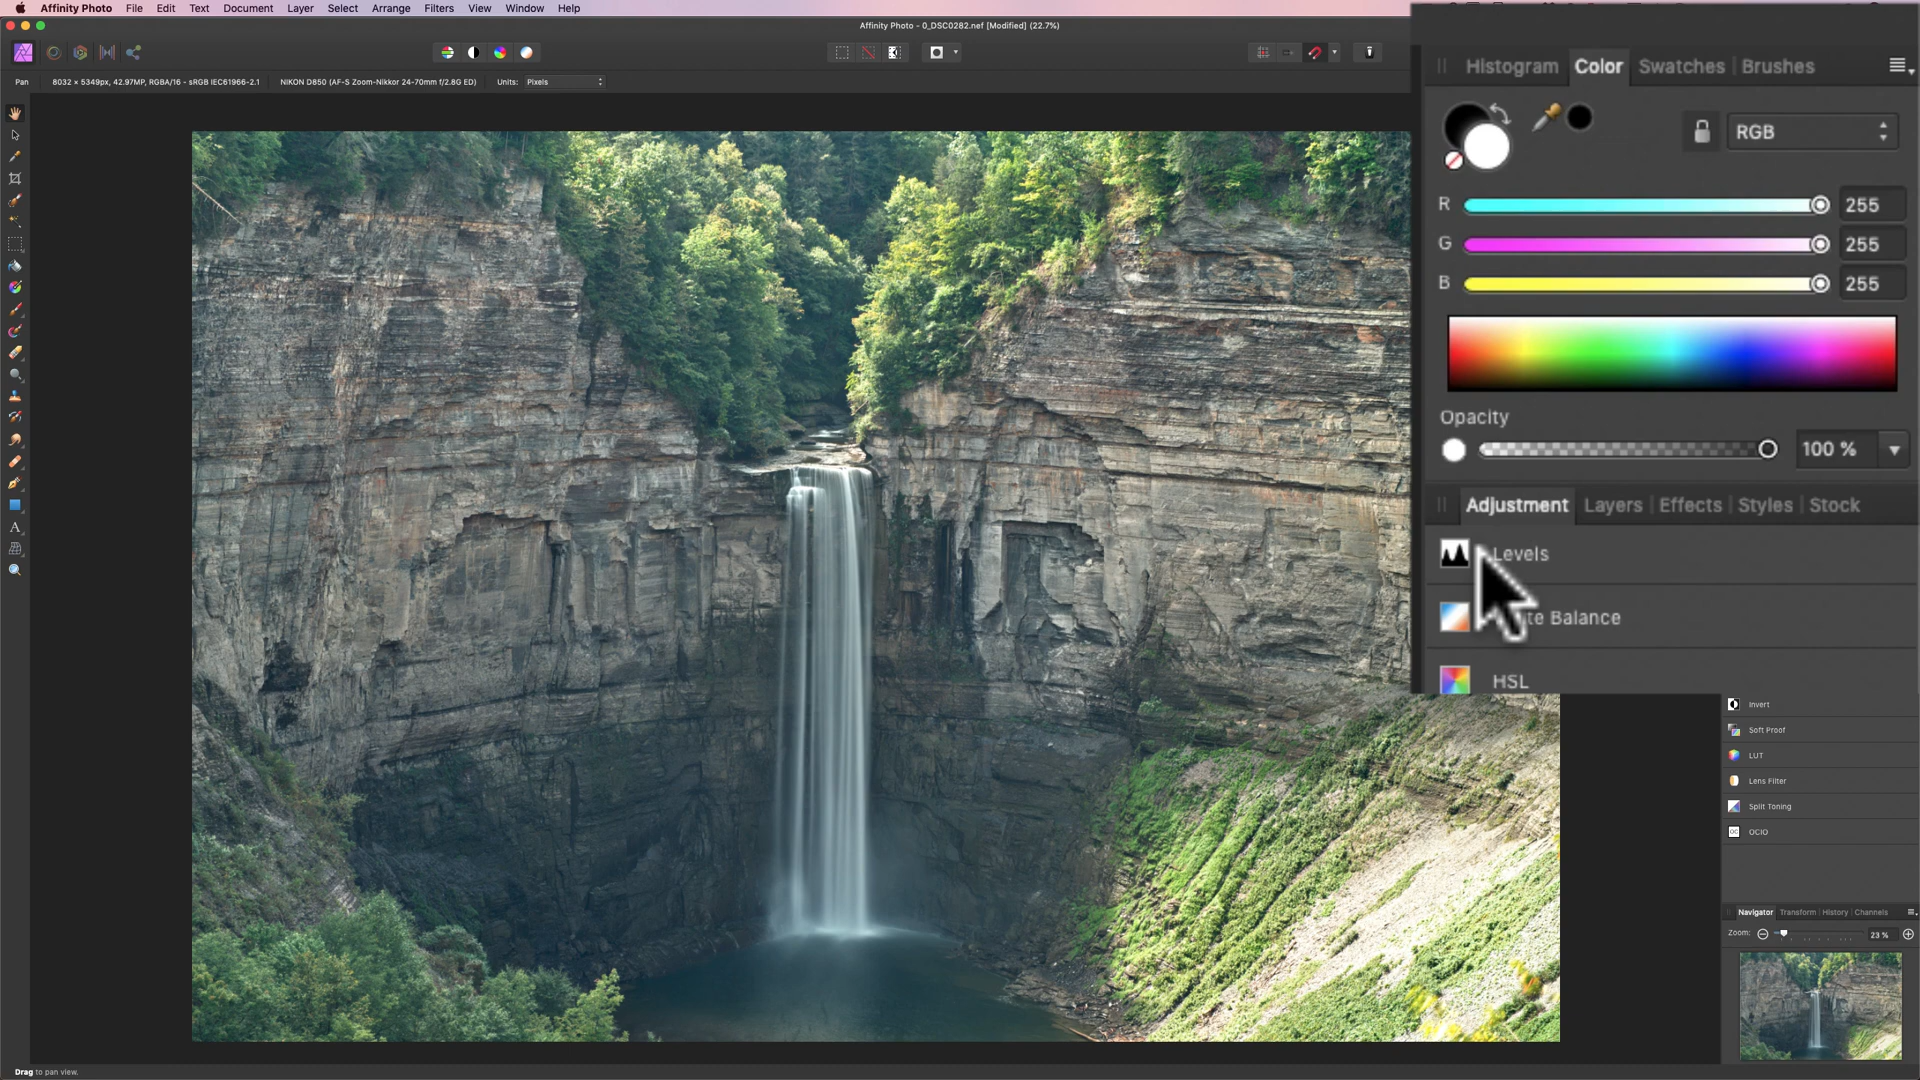 Affinity Photo File Edit Text Document Layer Select Arrange Filters View Window Help
Affinity Photo - 0_DSC0282.nef [Modified] (22.7%)
Pan 8032 × 5349px, 42.97MP, RGBA/16 - sRGB IEC61966-2.1 NIKON D850 (AF-S Zoom-Nikkor 24-70mm f/2.8G ED) Units: Pixels
Histogram Color Swatches Brushes
RGB
R 255
G 255
B 255
Opacity
100 %
Adjustment Layers Effects Styles Stock
A
Levels
Balance
HSL
Invert
Soft Proof
LUT
Lens Filter
Split Toning
OCIO
Navigator Transform History Channels
Zoom: 23 %
Drag to pan view.